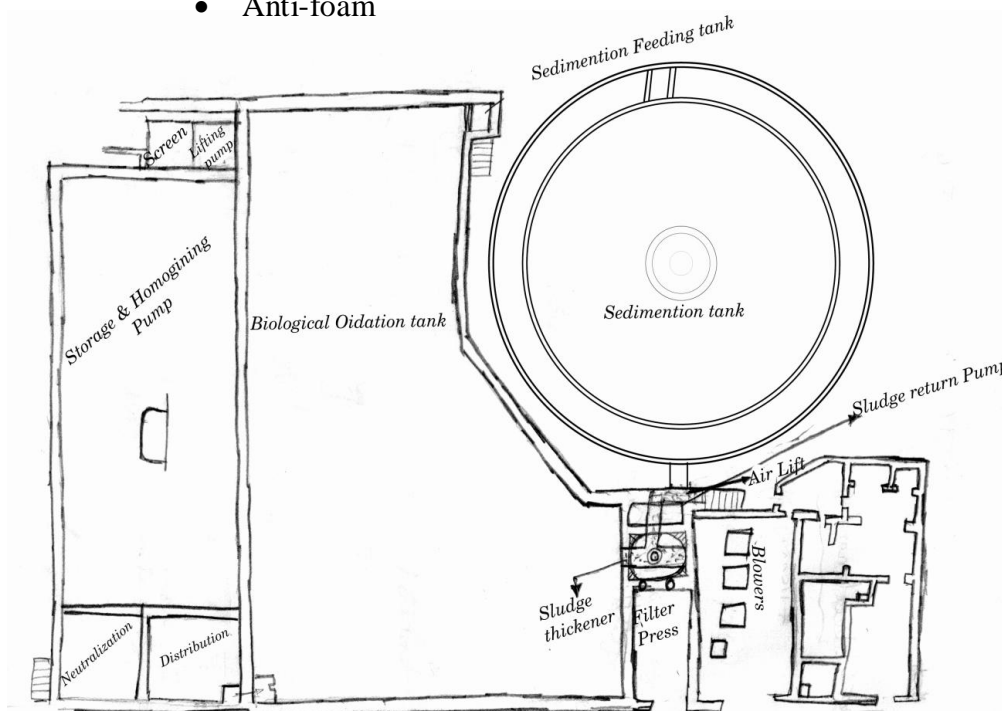 • Anti-foam
Sedimention Feeding tank
Screen
Lifting
pump
Storage & Homogining
Pump
Biological Oidation tank
Sedimention tank
Sludge return Pump
Air Lift
Blowers
Sludge
thickener
Filter
Press
Neutralization
Distribution